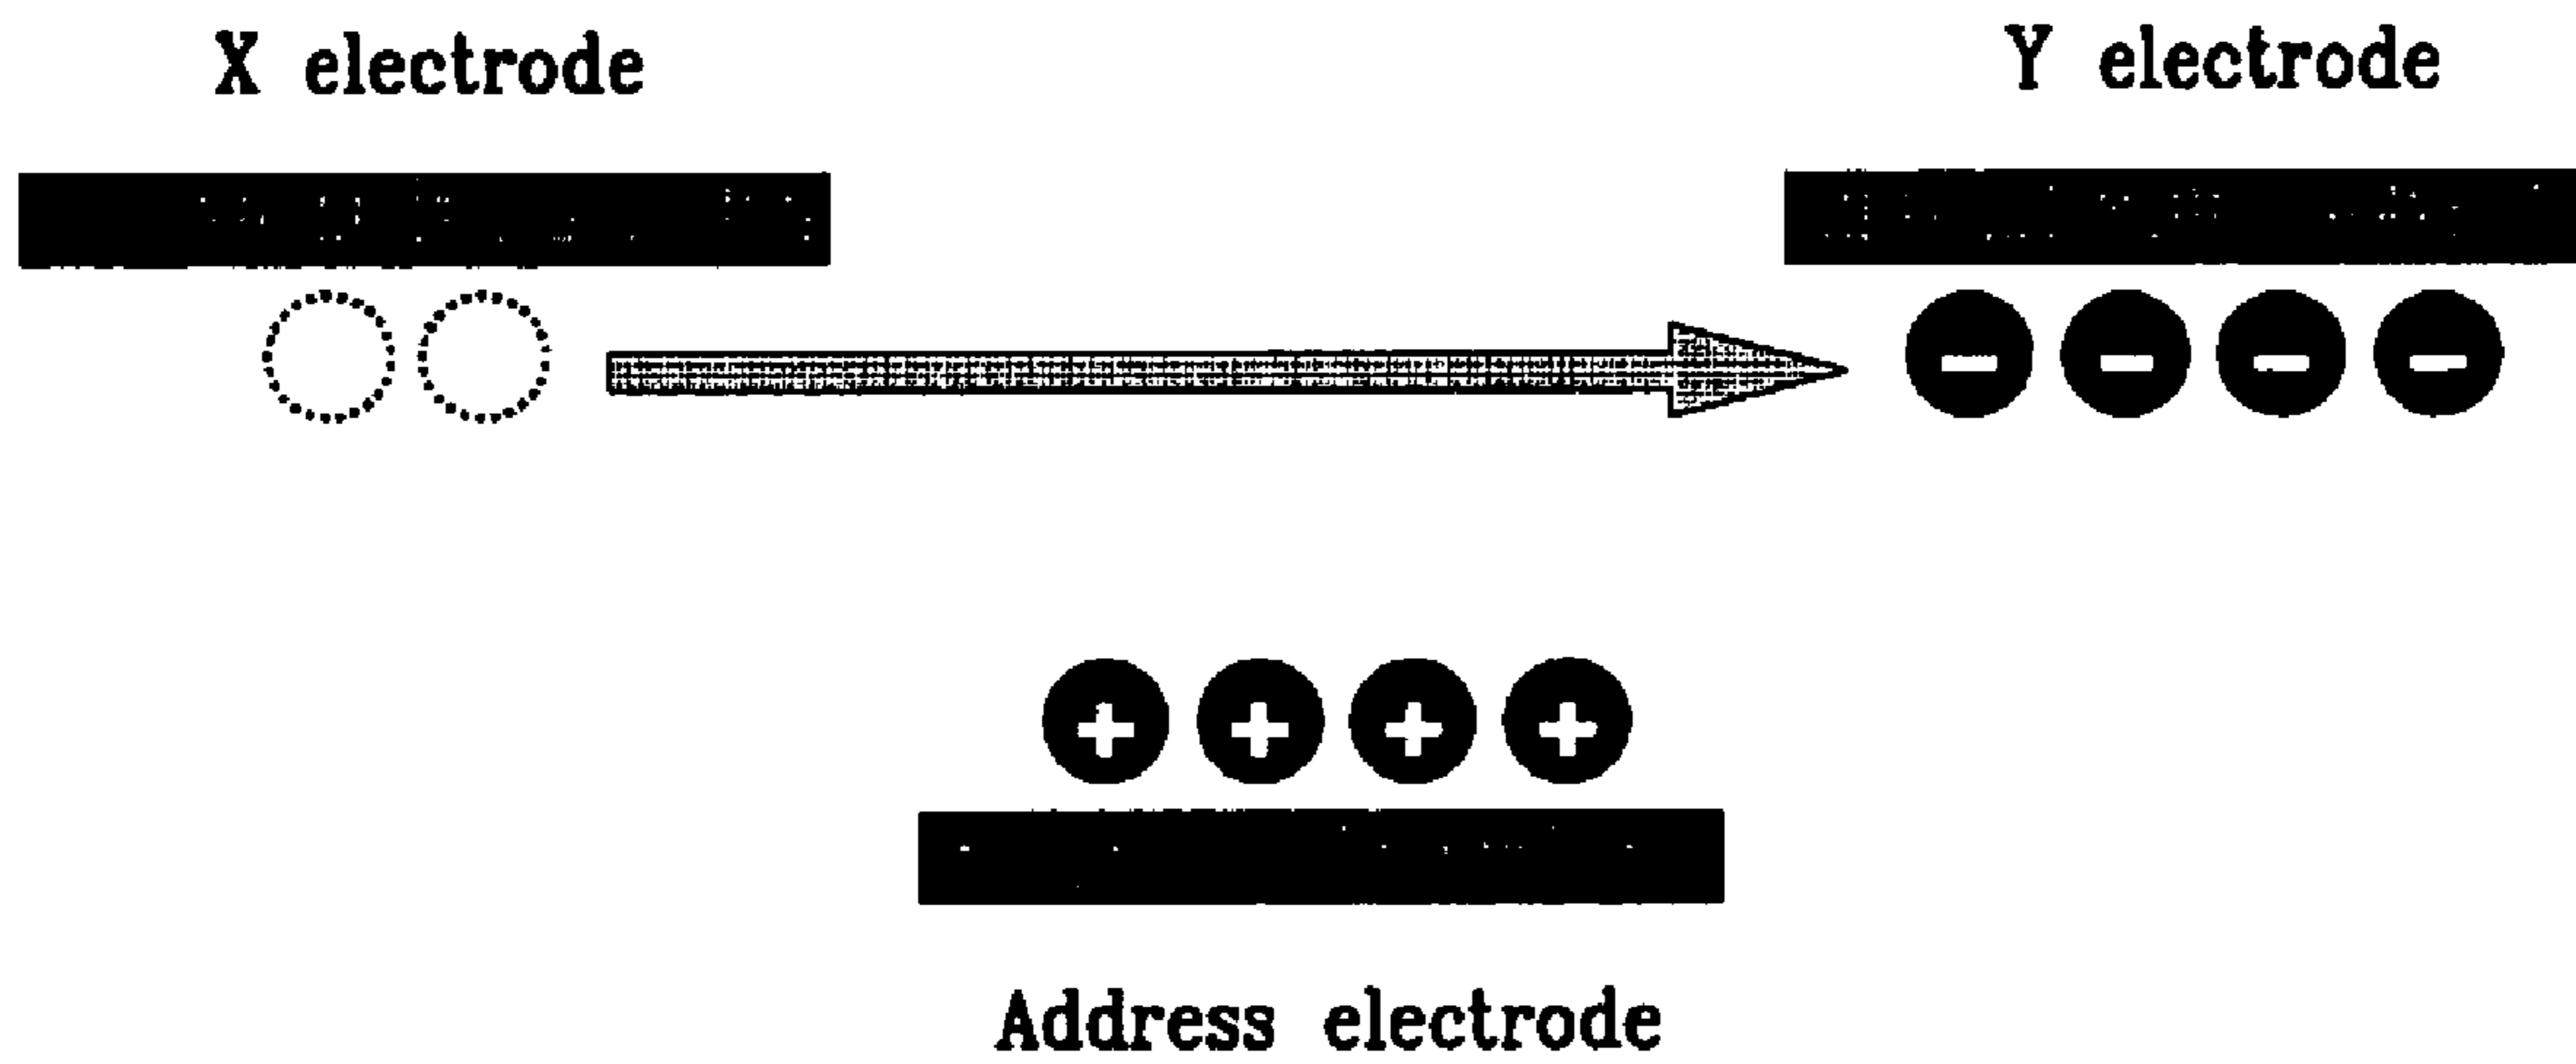 X electrode
Y electrode
− − − −
+ + + +
Address electrode